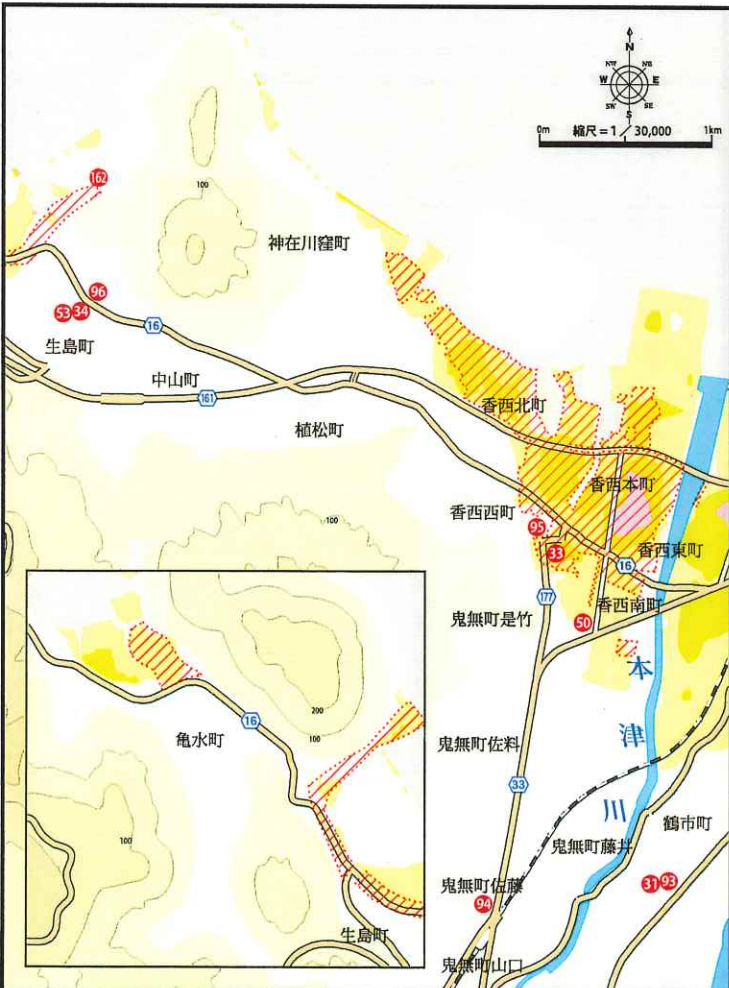 N
NW NE
W E
SW SE
S
0m 縮尺=1/30,000 1km
162
100
神在川窪町
96
53 34
16
生島町
中山町
161
植松町
香西北町
香西本町
100
香西西町
95
33
香西東町
16
177
香西南町
鬼無町是竹
50
本津川
鬼無町佐料
33
鶴市町
鬼無町藤井
31 93
鬼無町佐藤
94
鬼無町山口
200
16
100
亀水町
100
生島町